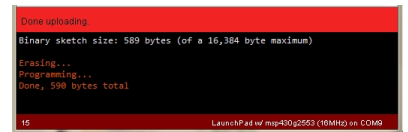 Done uploading.
Binary sketch size: 589 bytes (of a 16,384 byte maximum)
Erasing...
Programming...
Done, 590 bytes total
15
LaunchPad w/ msp430g2553 (16MHz) on COM9